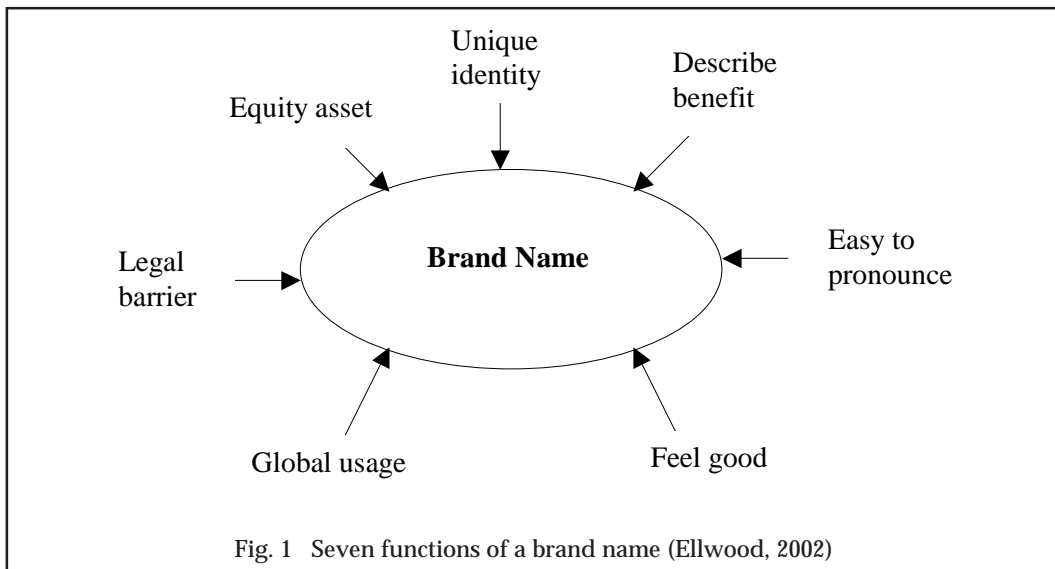 Unique
identity
Describe
benefit
Equity asset
Easy to
pronounce
Brand Name
Legal
barrier
Global usage
Feel good
Fig. 1 Seven functions of a brand name (Ellwood, 2002)